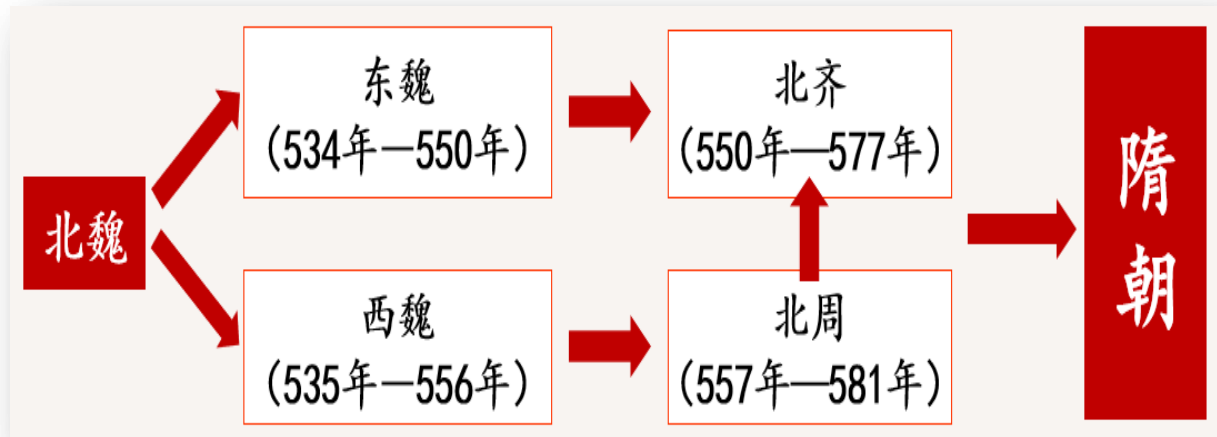 北魏
东魏
(534年—550年)
西魏
(535年—556年)
北齐
(550年—577年)
北周
(557年—581年)
隋
朝